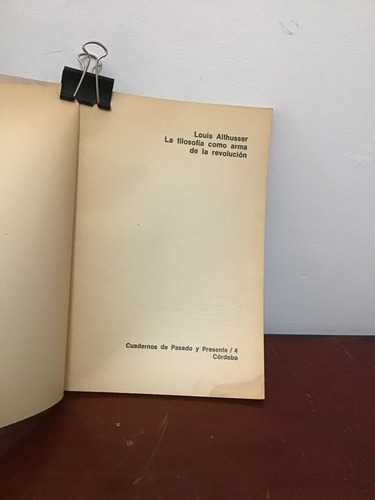 Louis Althusser
La filosofía como arma
de la revolución
Cuadernos de Pasado y Presente / 4
Córdoba